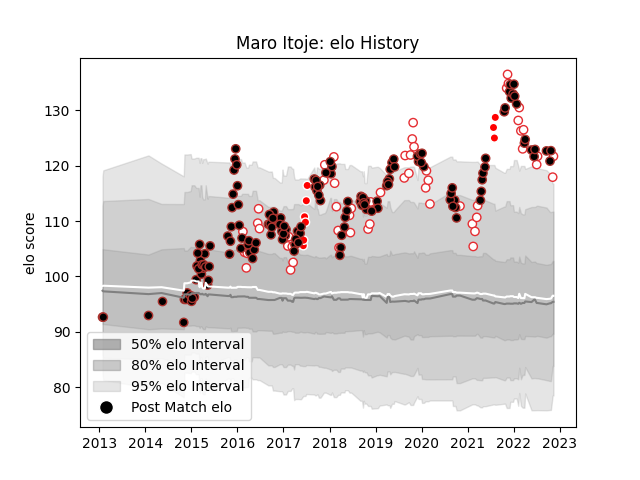 Maro Itoje: elo History
elo score
130
120
110
100
90
80
50% elo Interval
80% elo Interval
95% elo Interval
Post Match elo
2013 2014 2015 2016 2017 2018 2019 2020 2021 2022 2023